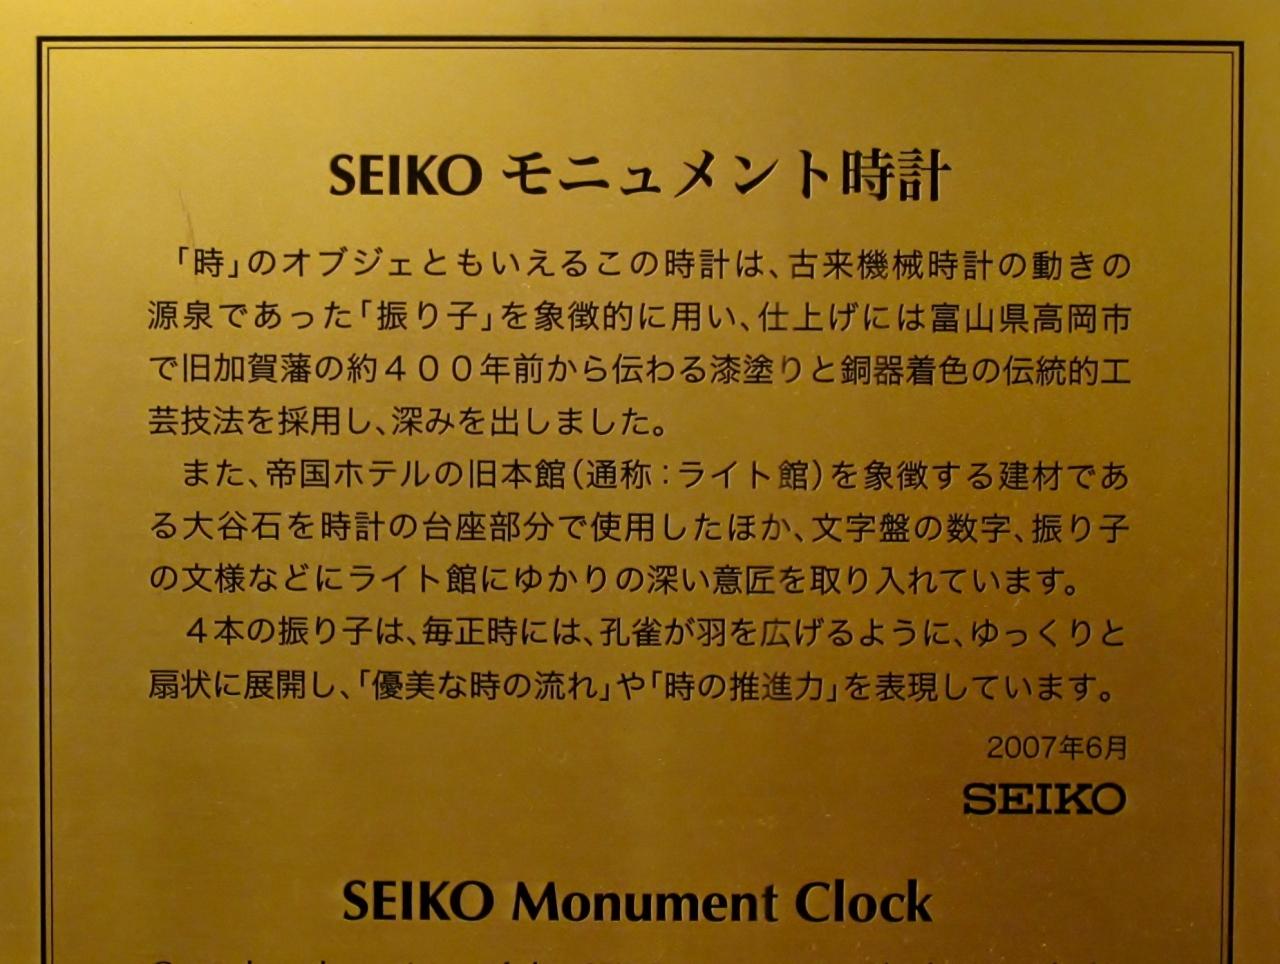 SEIKO モニュメント時計
「時」のオブジェともいえるこの時計は、古来機械時計の動きの
源泉であった「振り子」を象徴的に用い、仕上げには富山県高岡市
で旧加賀藩の約４００年前から伝わる漆塗りと銅器着色の伝統的工
芸技法を採用し、深みを出しました。
また、帝国ホテルの旧本館（通称：ライト館）を象徴する建材であ
る大谷石を時計の台座部分で使用したほか、文字盤の数字、振り子
の文様などにライト館にゆかりの深い意匠を取り入れています。
４本の振り子は、毎正時には、孔雀が羽を広げるように、ゆっくりと
扇状に展開し、「優美な時の流れ」や「時の推進力」を表現しています。
2007年6月
SEIKO
SEIKO Monument Clock